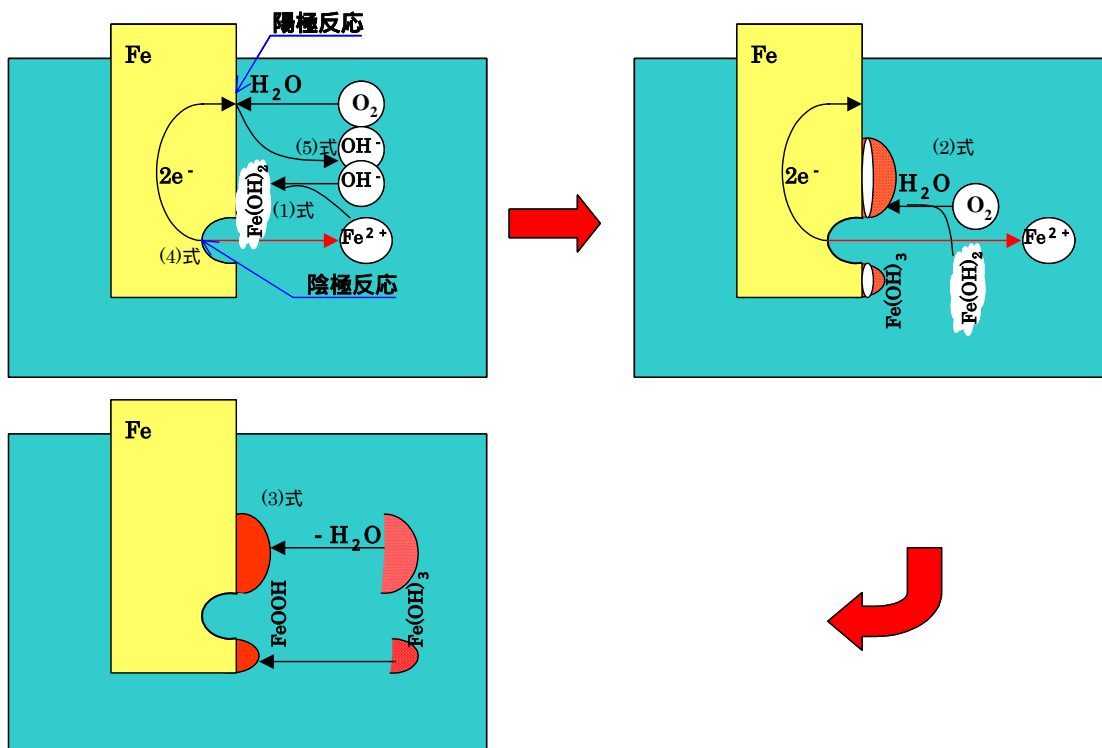 陽極反応
Fe
H₂O
O₂
(5)式
OH⁻
2e⁻
OH⁻
Fe(OH)₂
(1)式
Fe²⁺
(4)式
陰極反応
Fe
(2)式
2e⁻
H₂O
O₂
Fe²⁺
Fe(OH)₃
Fe(OH)₂
Fe
(3)式
- H₂O
FeOOH
Fe(OH)₃